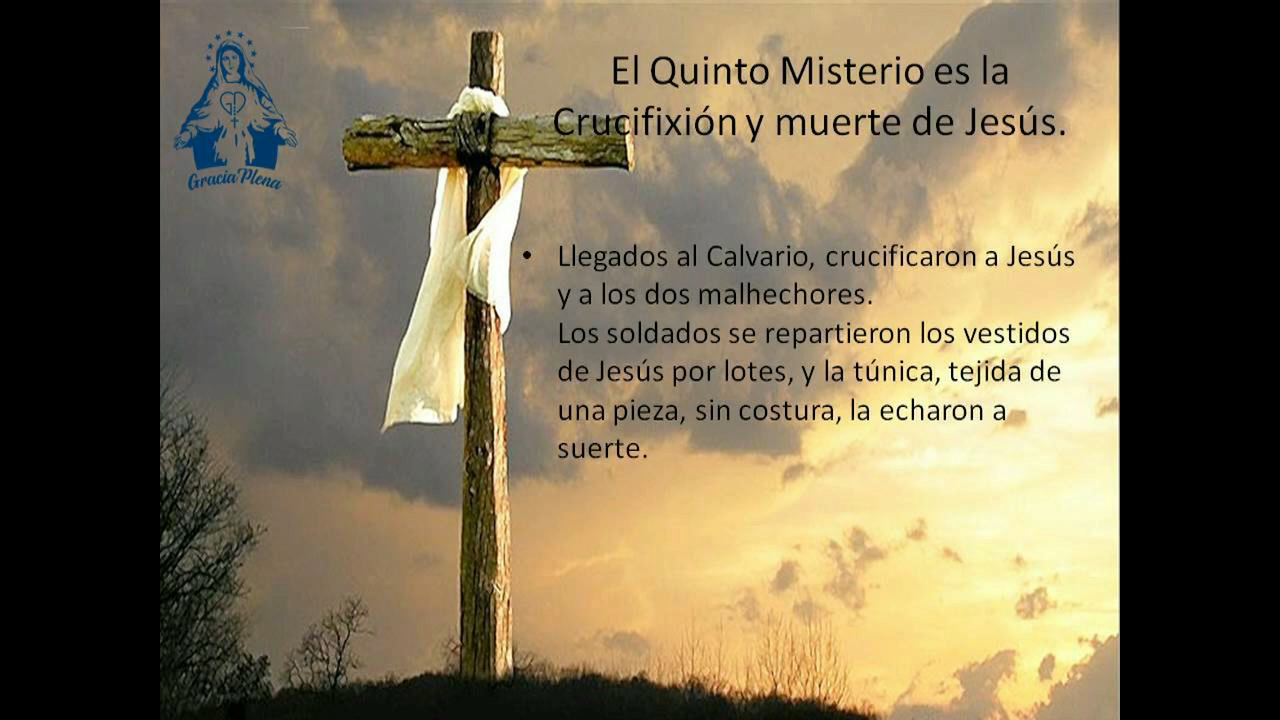 Gracia Plena
El Quinto Misterio es la
Crucifixión y muerte de Jesús.
• Llegados al Calvario, crucificaron a Jesús
y a los dos malhechores.
Los soldados se repartieron los vestidos
de Jesús por lotes, y la túnica, tejida de
una pieza, sin costura, la echaron a
suerte.